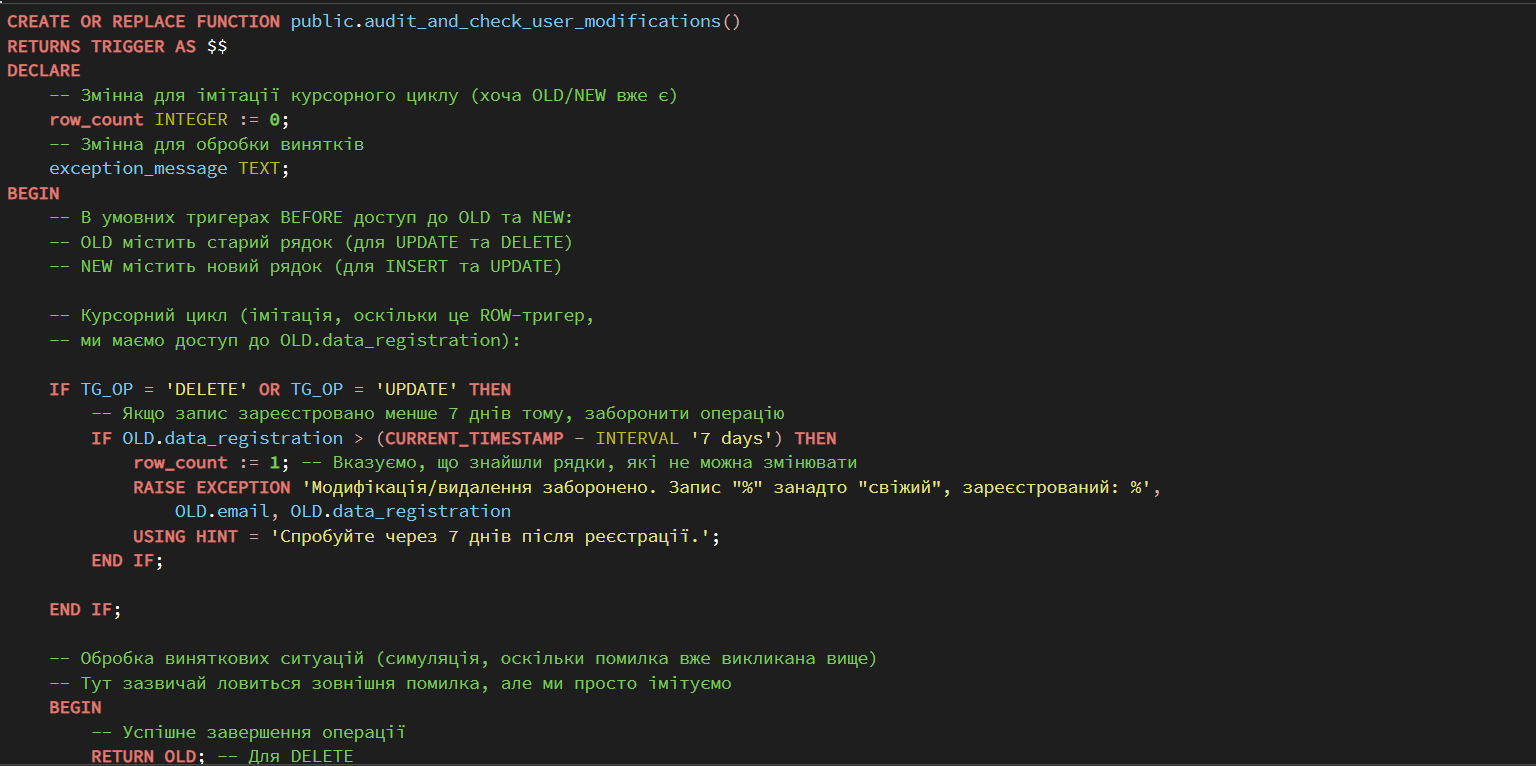 CREATE OR REPLACE FUNCTION public.audit_and_check_user_modifications()
RETURNS TRIGGER AS $$
DECLARE
    -- Змінна для імітації курсорного циклу (хоча OLD/NEW вже є)
    row_count INTEGER := 0;
    -- Змінна для обробки винятків
    exception_message TEXT;
BEGIN
    -- В умовних тригерах BEFORE доступ до OLD та NEW:
    -- OLD містить старий рядок (для UPDATE та DELETE)
    -- NEW містить новий рядок (для INSERT та UPDATE)
    -- Курсорний цикл (імітація, оскільки це ROW-тригер,
    -- ми маємо доступ до OLD.data_registration):
    IF TG_OP = 'DELETE' OR TG_OP = 'UPDATE' THEN
        -- Якщо запис зареєстровано менше 7 днів тому, заборонити операцію
        IF OLD.data_registration > (CURRENT_TIMESTAMP - INTERVAL '7 days') THEN
            row_count := 1; -- Вказуємо, що знайшли рядки, які не можна змінювати
            RAISE EXCEPTION 'Модифікація/видалення заборонено. Запис "%" занадто "свіжий", зареєстрований: %',
                OLD.email, OLD.data_registration
            USING HINT = 'Спробуйте через 7 днів після реєстрації.';
        END IF;
    END IF;
    -- Обробка виняткових ситуацій (симуляція, оскільки помилка вже викликана вище)
    -- Тут зазвичай ловиться зовнішня помилка, але ми просто імітуємо
    BEGIN
        -- Успішне завершення операції
        RETURN OLD; -- Для DELETE